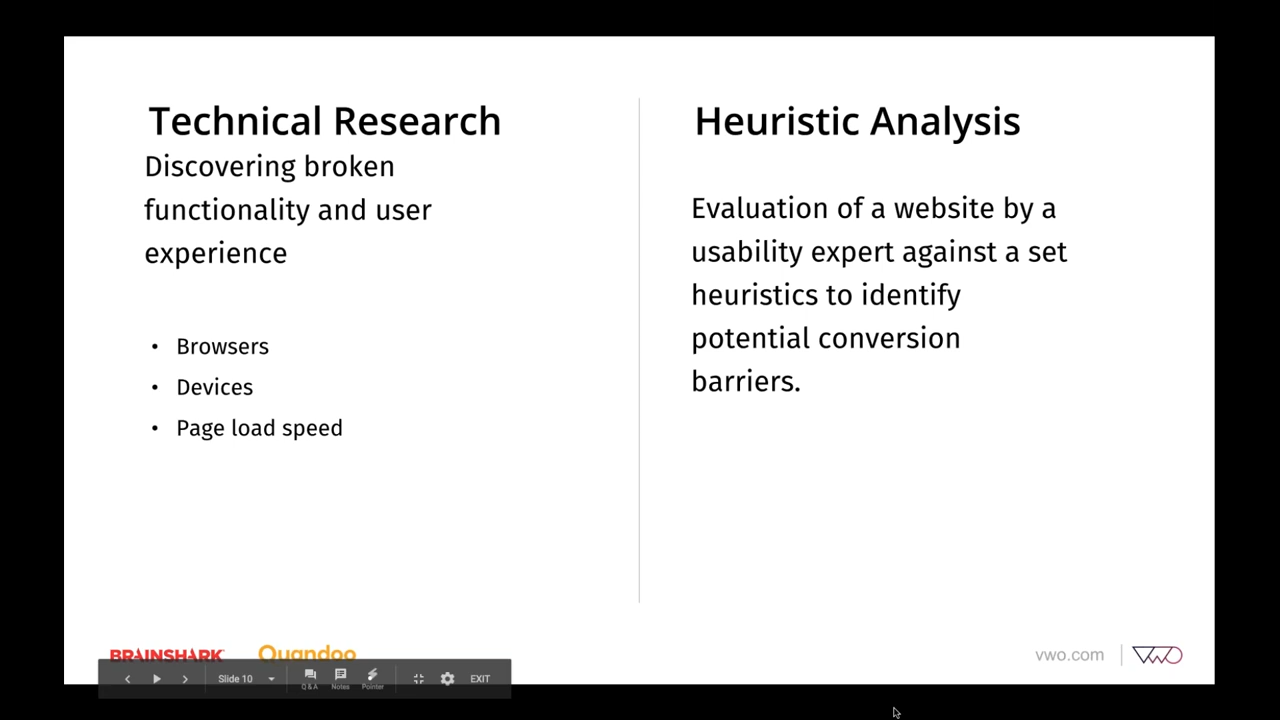 Technical Research
Discovering broken
functionality and user
experience
• Browsers
• Devices
• Page load speed
Heuristic Analysis
Evaluation of a website by a
usability expert against a set
heuristics to identify
potential conversion
barriers.
BRAINSHARK
Quandoo
vwo.com
VWO
Slide 10
Q & A
Notes
Pointer
EXIT